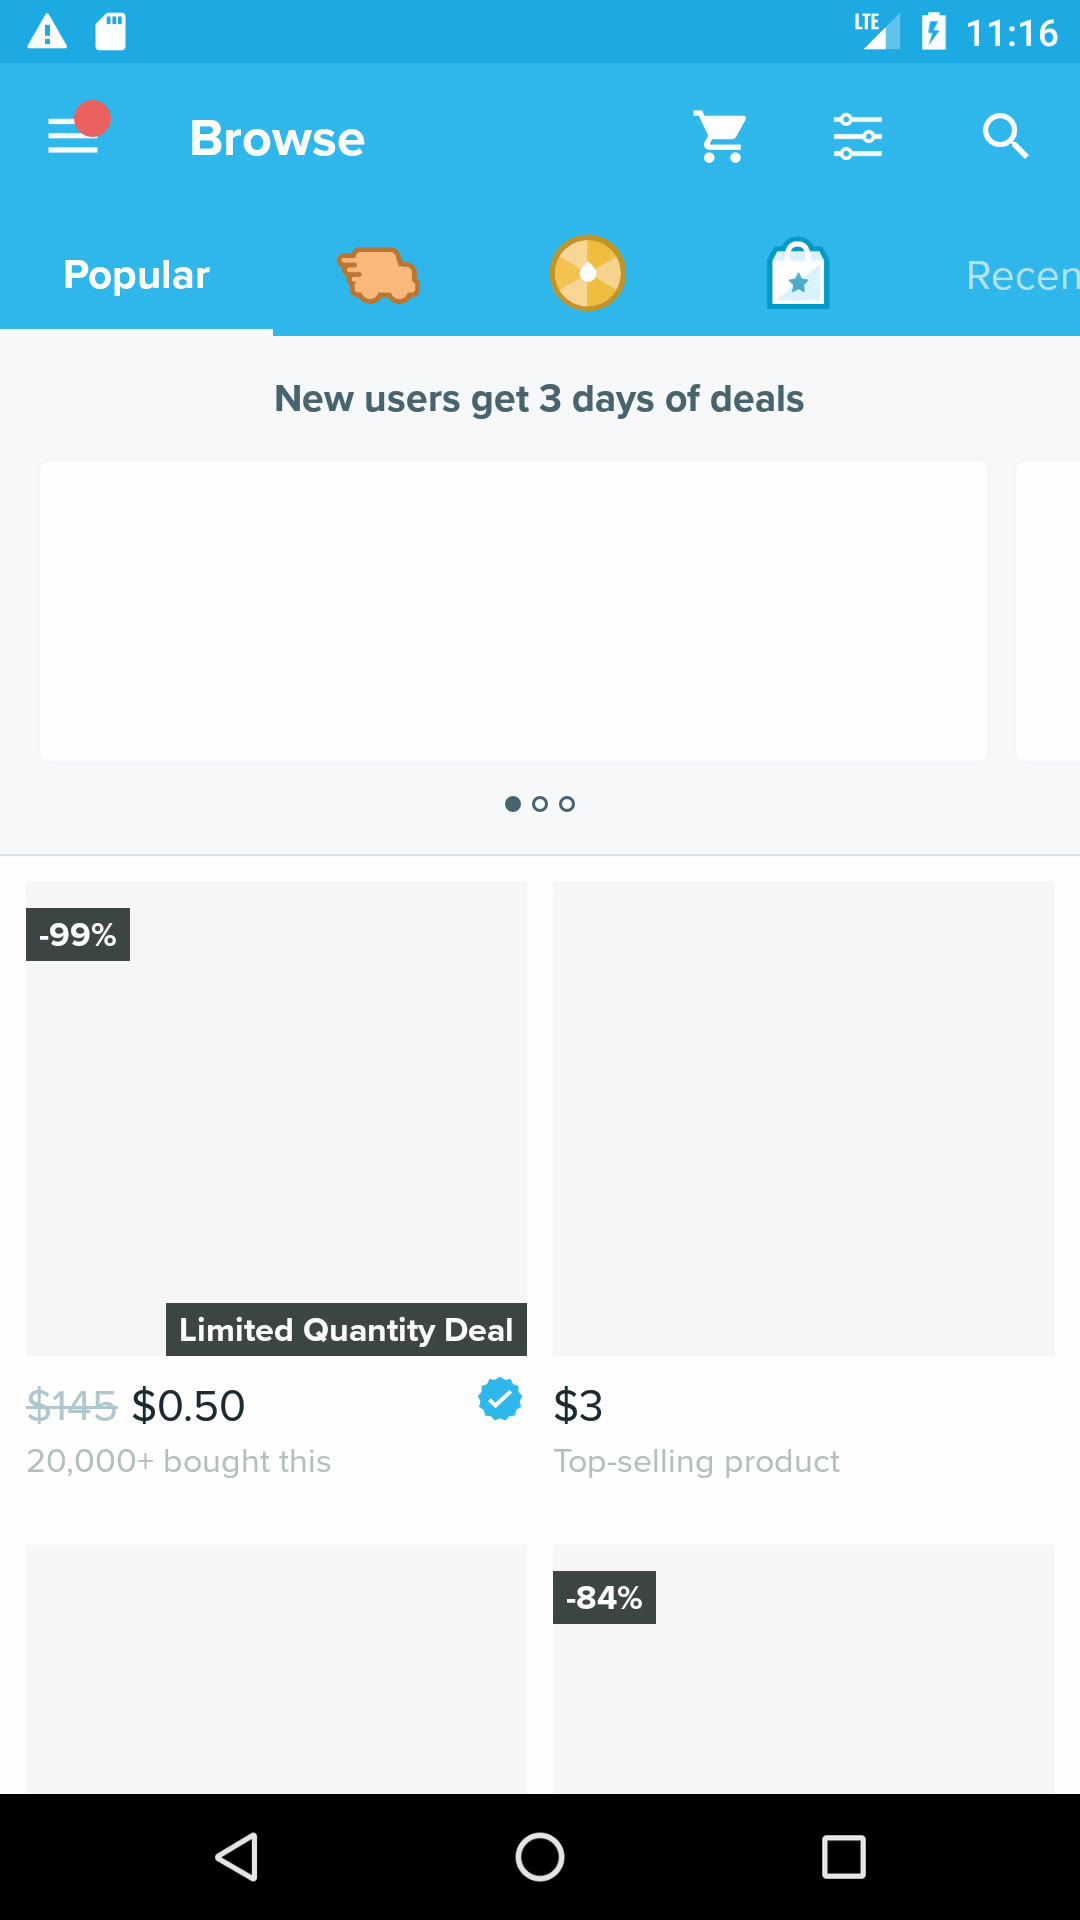 LTE 11:16
Browse
Popular Recen
New users get 3 days of deals
-99%
Limited Quantity Deal
$145 $0.50
20,000+ bought this
$3
Top-selling product
-84%